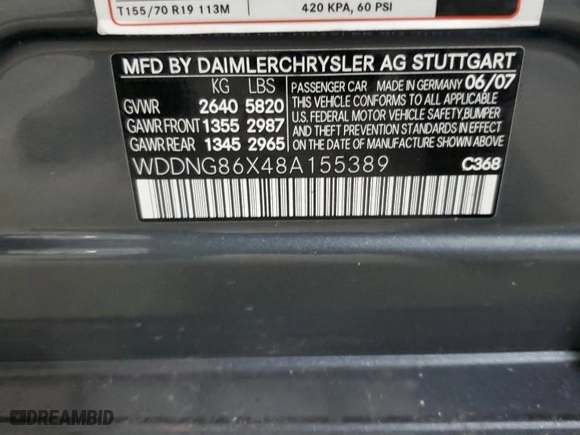 T155/70 R19 113M 420 KPA, 60 PSI
MFD BY DAIMLERCHRYSLER AG STUTTGART
KG LBS
GVWR 2640 5820
GAWR FRONT 1355 2987
GAWR REAR 1345 2965
PASSENGER CAR MADE IN GERMANY 06/07
THIS VEHICLE CONFORMS TO ALL APPLICABLE
U.S. FEDERAL MOTOR VEHICLE SAFETY,BUMPER
AND THEFT PREVENTION STANDARDS IN EFFECT
ON THE DATE OF MANUFACTURE SHOWN ABOVE
WDDNG86X48A155389 C368
DREAMBID